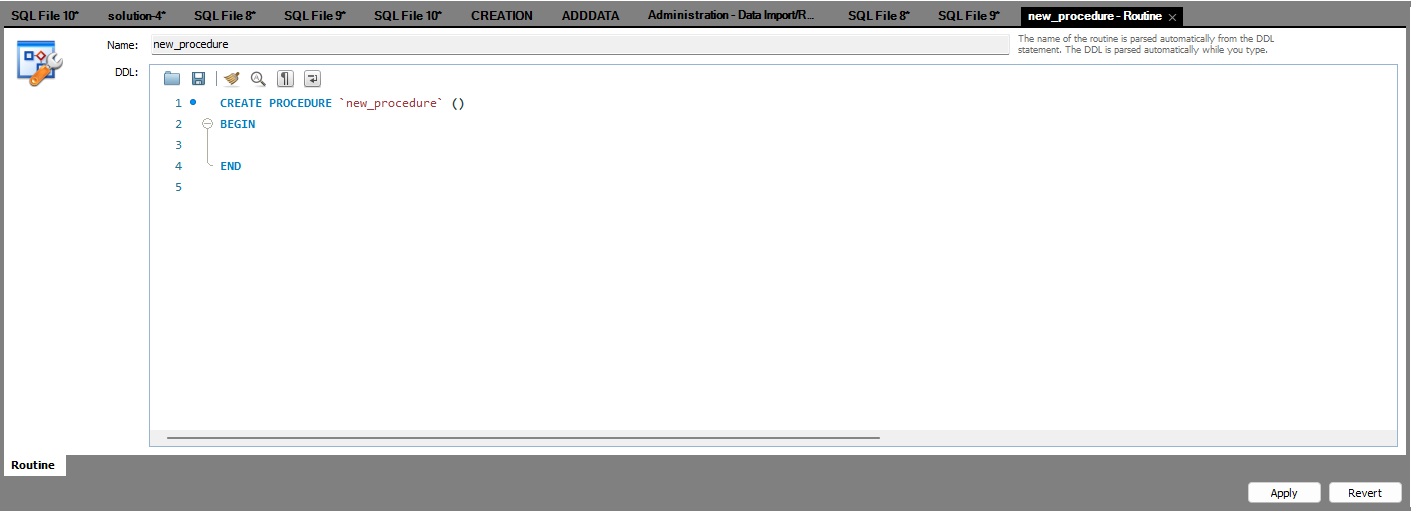 SQL File 10* solution-4* SQL File 8* SQL File 9* SQL File 10* CREATION ADDDATA Administration - Data Import/R... SQL File 8* SQL File 9* new_procedure - Routine
Name: new_procedure
The name of the routine is parsed automatically from the DDL
statement. The DDL is parsed automatically while you type.
DDL:
1 CREATE PROCEDURE `new_procedure` ()
2 BEGIN
3
4 END
5
Routine
Apply Revert